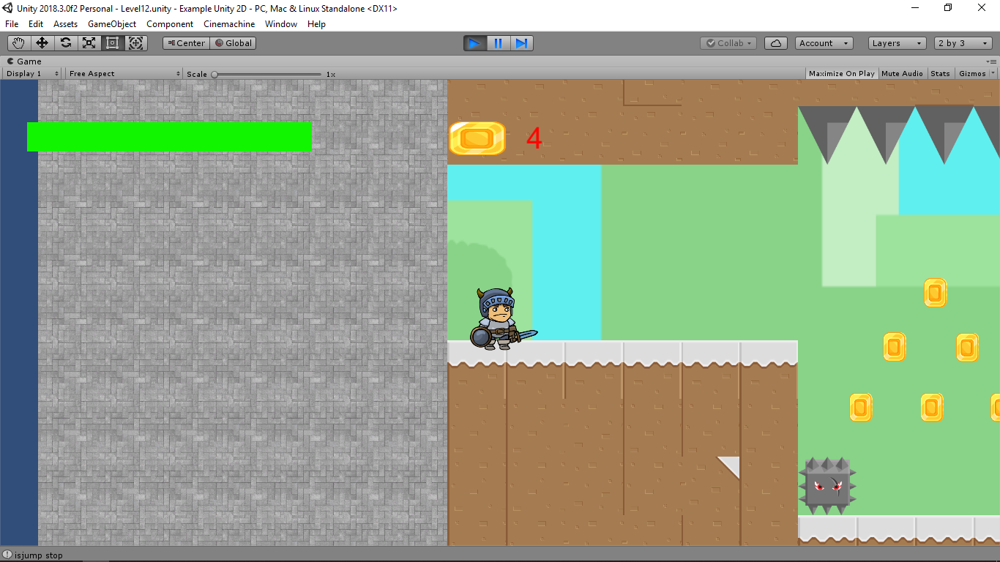 Unity 2018.3.0f2 Personal - Level12.unity - Example Unity 2D - PC, Mac & Linux Standalone <DX11>
File Edit Assets GameObject Component Cinemachine Window Help
Center Global Collab Account Layers 2 by 3
Game
Display 1 Free Aspect Scale 1x Maximize On Play Mute Audio Stats Gizmos
4
isjump stop